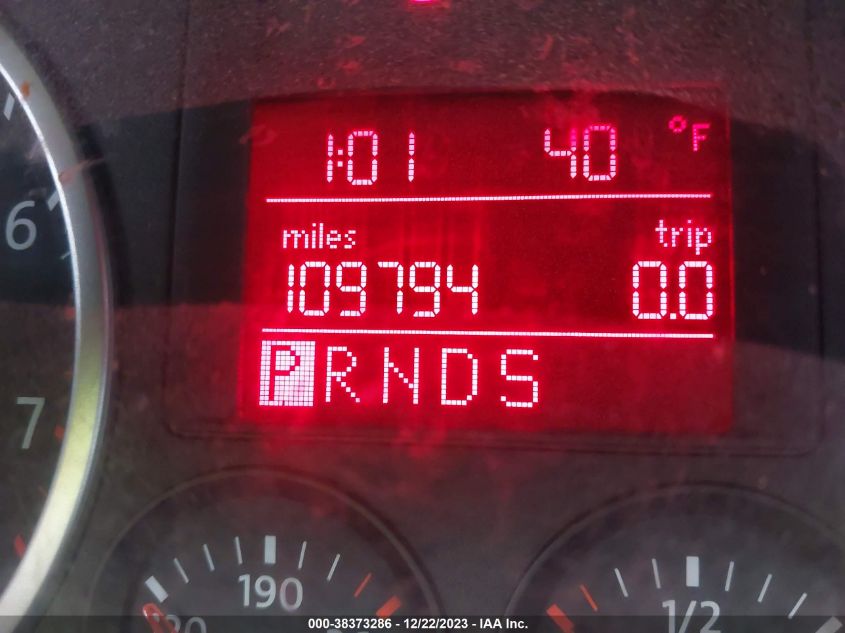 1:01 40 °F
miles trip
109794 0.0
PRNDS
6
7
190
1/2
000-38373286 - 12/22/2023 - IAA Inc.